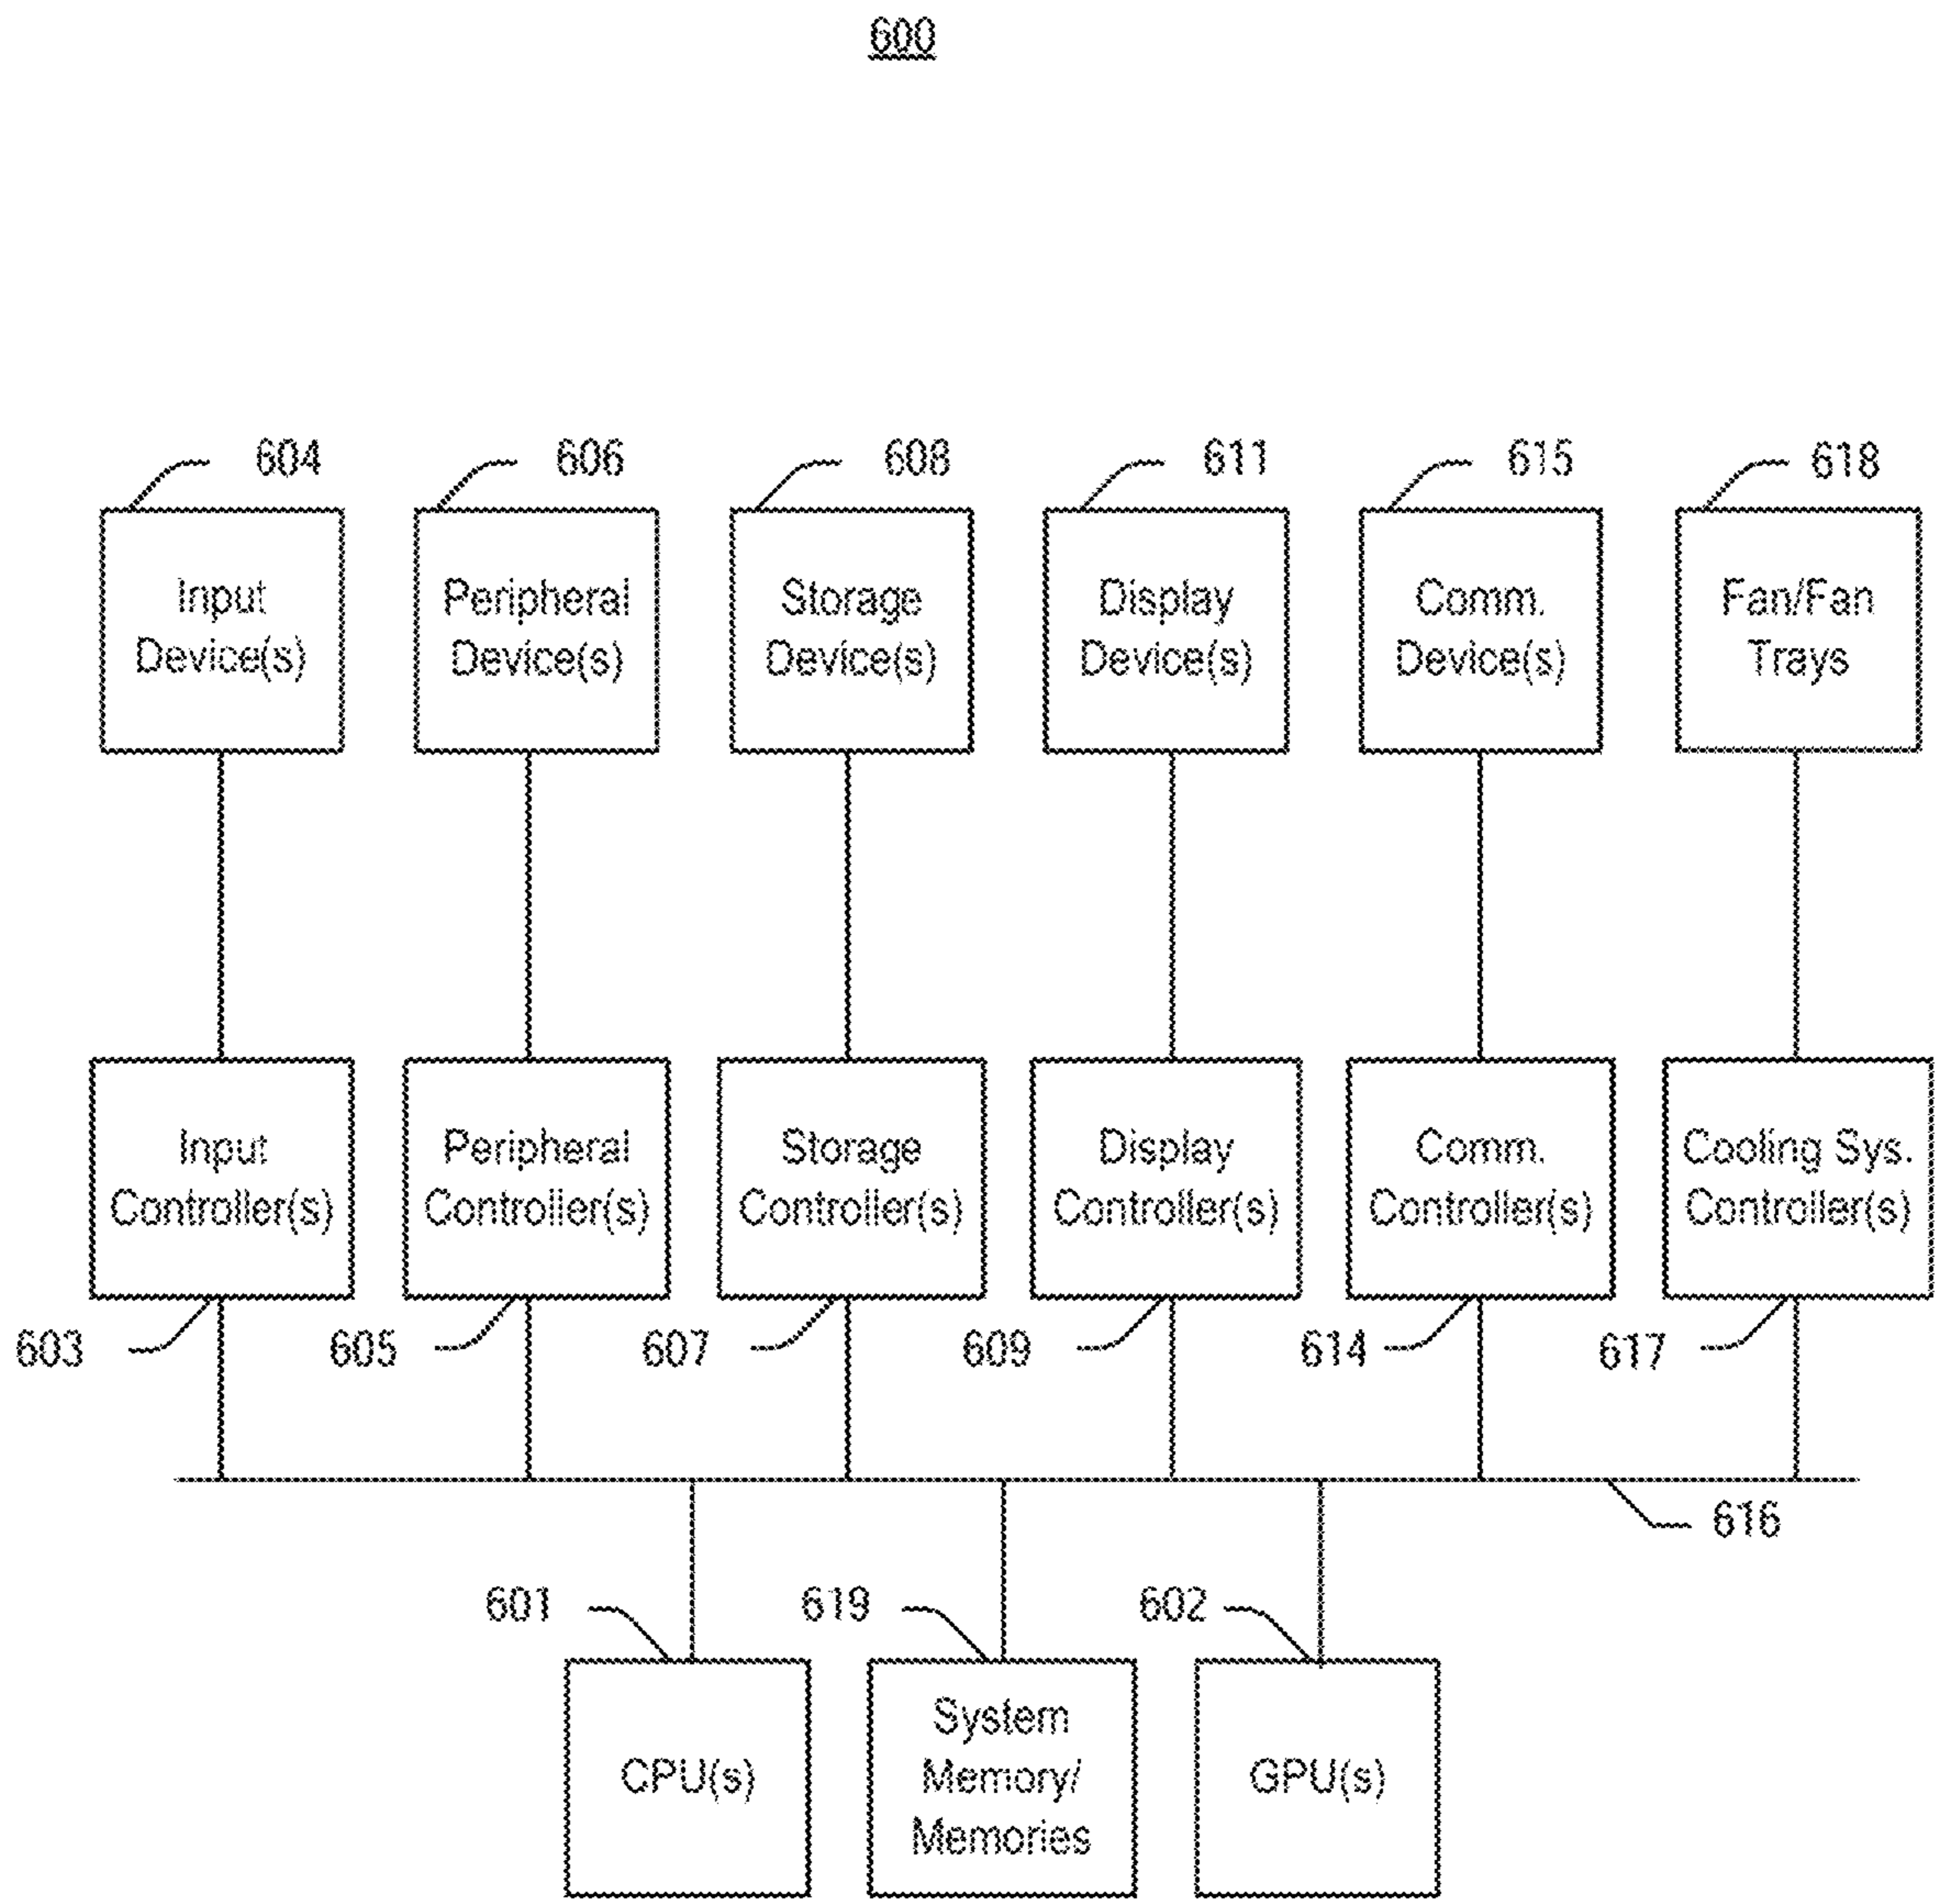 600
604 606 608 611 615 618
Input Device(s)
Peripheral Device(s)
Storage Device(s)
Display Device(s)
Comm. Device(s)
Fan/Fan Trays
Input Controller(s)
Peripheral Controller(s)
Storage Controller(s)
Display Controller(s)
Comm. Controller(s)
Cooling Sys. Controller(s)
603 605 607 609 614 617
616
601 619 602
CPU(s)
System Memory/ Memories
GPU(s)